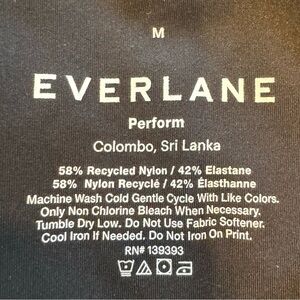 M
EVERLANE
Perform
Colombo, Sri Lanka
58% Recycled Nylon / 42% Elastane
58% Nylon Recyclé / 42% Élasthanne
Machine Wash Cold Gentle Cycle With Like Colors.
Only Non Chlorine Bleach When Necessary.
Tumble Dry Low. Do Not Use Fabric Softener.
Cool Iron If Needed. Do Not Iron On Print.
RN# 139393